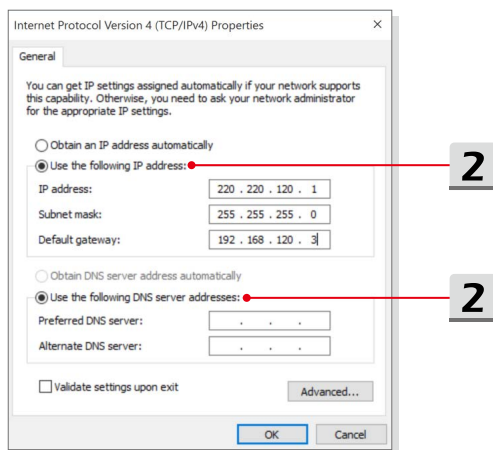 Internet Protocol Version 4 (TCP/IPv4) Properties
General
You can get IP settings assigned automatically if your network supports
this capability. Otherwise, you need to ask your network administrator
for the appropriate IP settings.
Obtain an IP address automatically
Use the following IP address:
2
IP address: 220 . 220 . 120 . 1
Subnet mask: 255 . 255 . 255 . 0
Default gateway: 192 . 168 . 120 . 3
Obtain DNS server address automatically
Use the following DNS server addresses:
2
Preferred DNS server: . . .
Alternate DNS server: . . .
Validate settings upon exit
Advanced...
OK Cancel